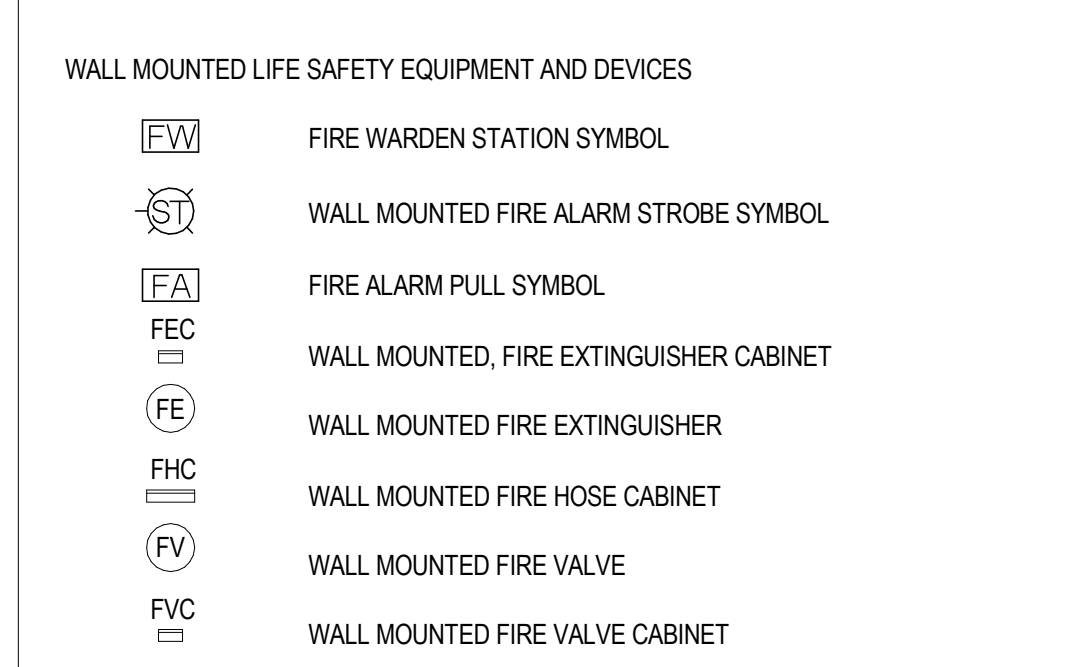 WALL MOUNTED LIFE SAFETY EQUIPMENT AND DEVICES
FW FIRE WARDEN STATION SYMBOL
ST WALL MOUNTED FIRE ALARM STROBE SYMBOL
FA FIRE ALARM PULL SYMBOL
FEC
WALL MOUNTED, FIRE EXTINGUISHER CABINET
FE
WALL MOUNTED FIRE EXTINGUISHER
FHC
WALL MOUNTED FIRE HOSE CABINET
FV
WALL MOUNTED FIRE VALVE
FVC
WALL MOUNTED FIRE VALVE CABINET